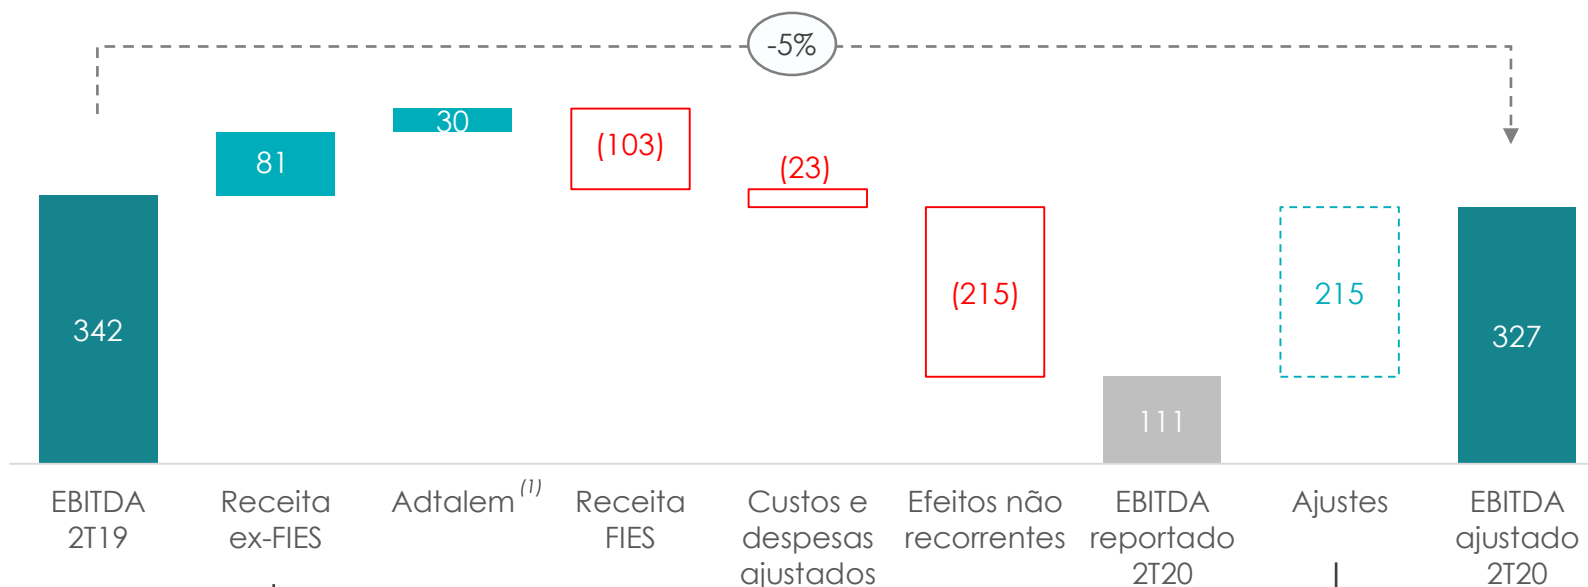 -5%
30
(103)
81
(23)
(215)
215
342
327
111
EBITDA
2T19
Receita
ex-FIES
Adtalem (1)
Receita
FIES
Custos e
despesas
ajustados
Efeitos não
recorrentes
EBITDA
reportado
2T20
Ajustes
EBITDA
ajustado
2T20